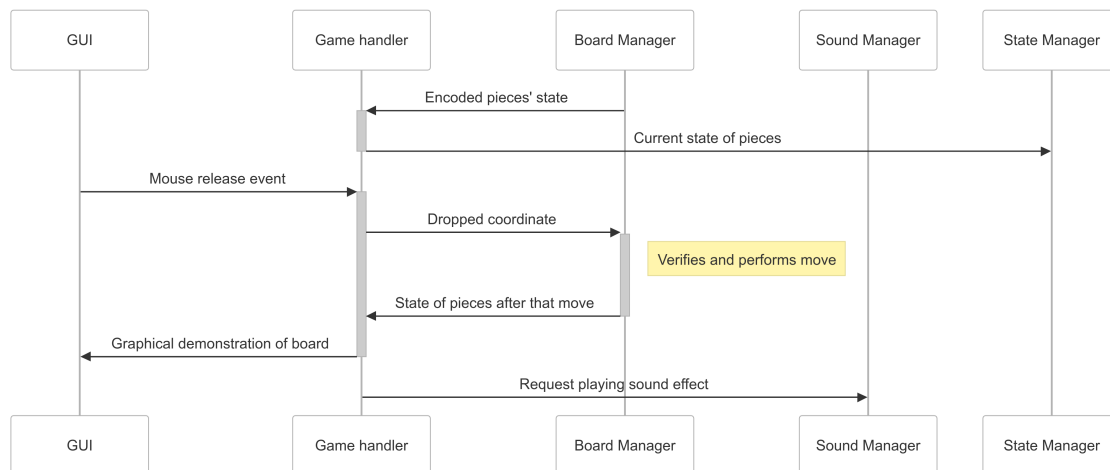 GUI
Game handler
Board Manager
Sound Manager
State Manager
Encoded pieces' state
Current state of pieces
Mouse release event
Dropped coordinate
Verifies and performs move
State of pieces after that move
Graphical demonstration of board
Request playing sound effect
GUI
Game handler
Board Manager
Sound Manager
State Manager